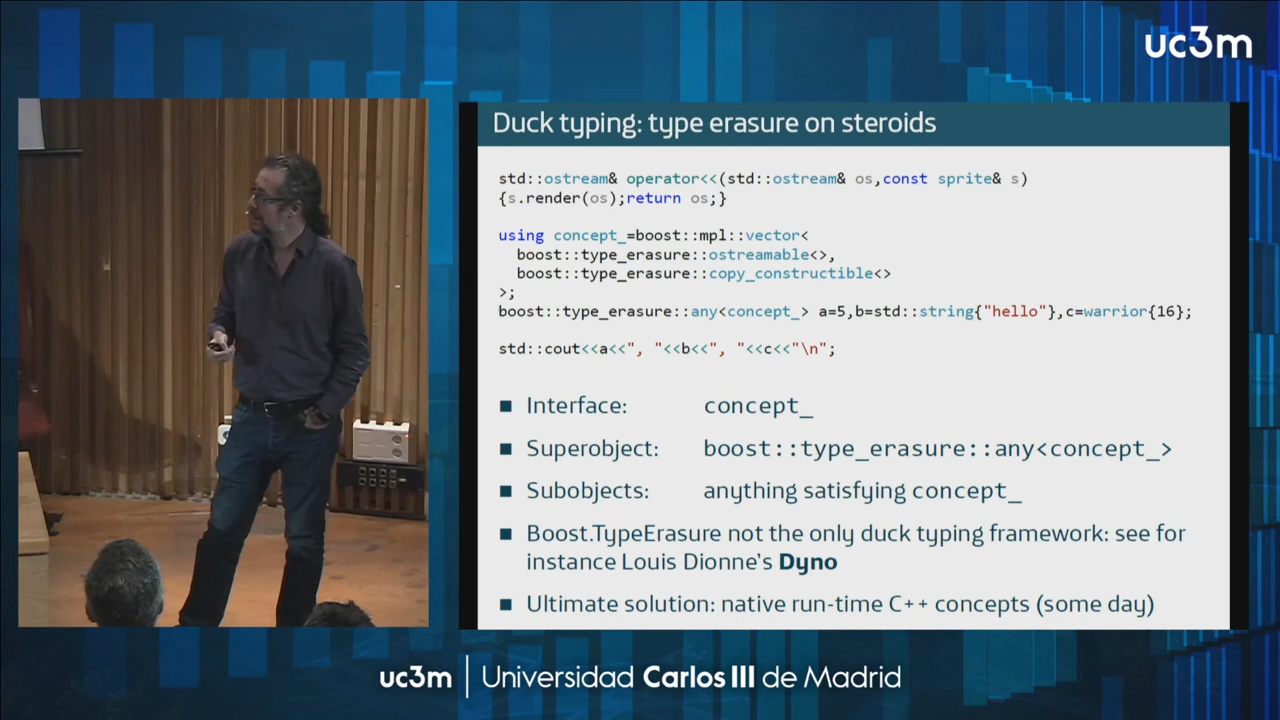 uc3m
Duck typing: type erasure on steroids
std::ostream& operator<<(std::ostream& os,const sprite& s)
{s.render(os);return os;}
using concept_=boost::mpl::vector<
boost::type_erasure::ostreamable<>,
boost::type_erasure::copy_constructible<>
>;
boost::type_erasure::any<concept_> a=5,b=std::string{"hello"},c=warrior{16};
std::cout<<a<<", "<<b<<", "<<c<<"\n";
■ Interface: concept_
■ Superobject: boost::type_erasure::any<concept_>
■ Subobjects: anything satisfying concept_
■ Boost.TypeErasure not the only duck typing framework: see for
instance Louis Dionne's Dyno
■ Ultimate solution: native run-time C++ concepts (some day)
uc3m | Universidad Carlos III de Madrid